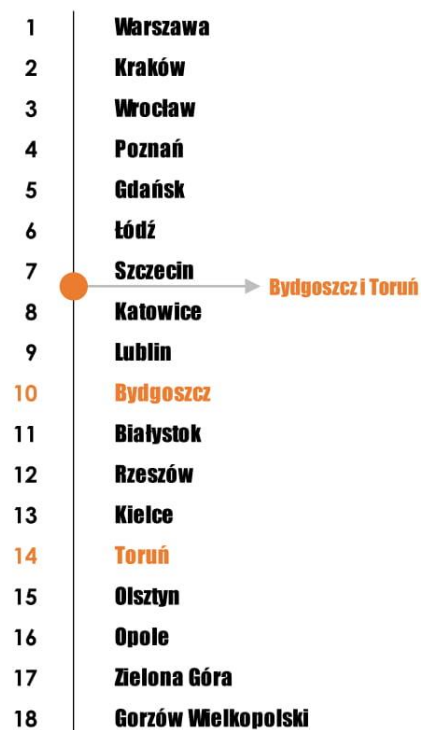 1 Warszawa
2 Kraków
3 Wrocław
4 Poznań
5 Gdańsk
6 Łódź
7 Szczecin
Bydgoszcz i Toruń
8 Katowice
9 Lublin
10 Bydgoszcz
11 Białystok
12 Rzeszów
13 Kielce
14 Toruń
15 Olsztyn
16 Opole
17 Zielona Góra
18 Gorzów Wielkopolski